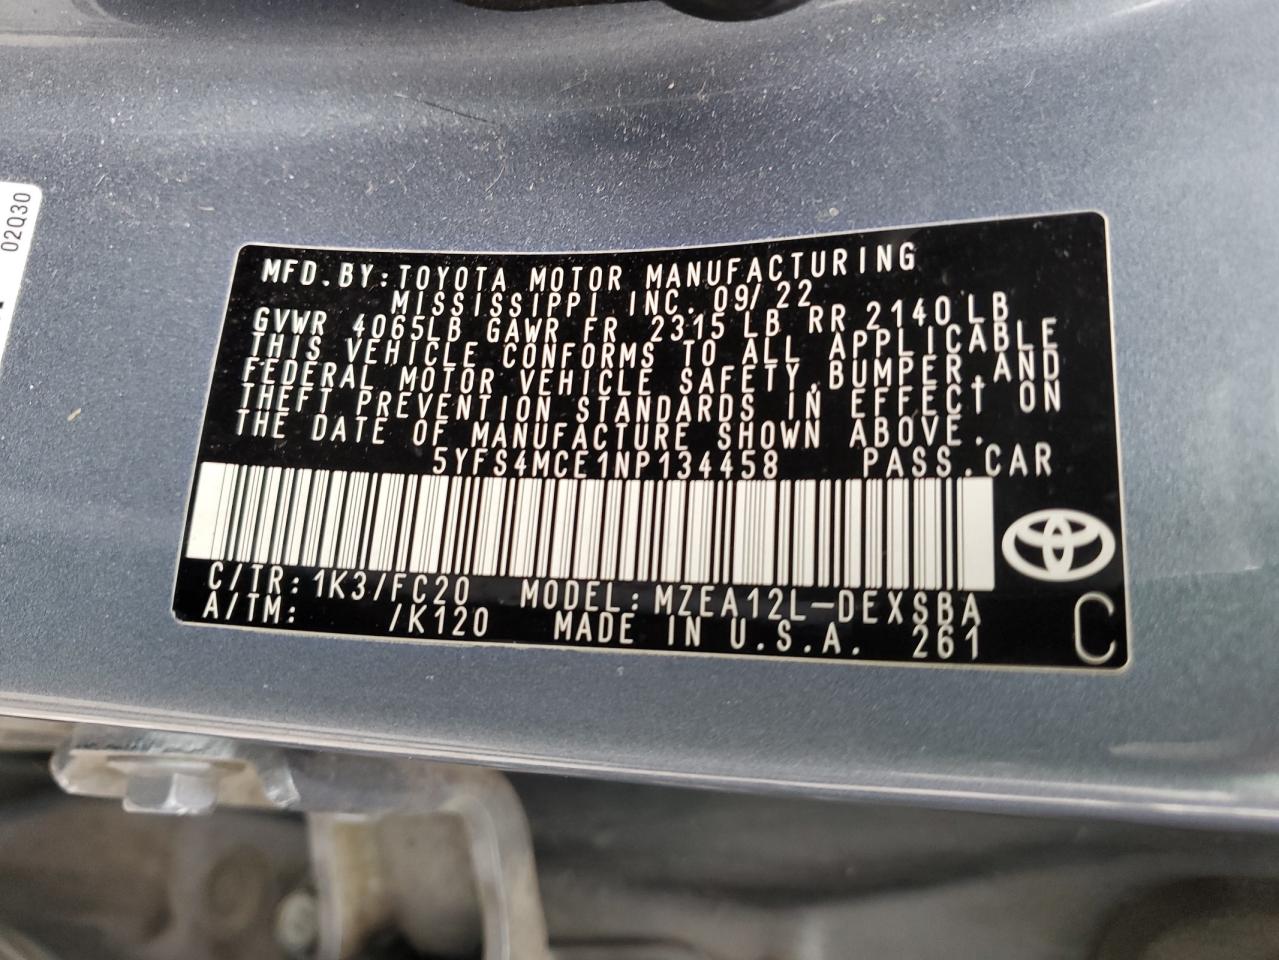 02Q30
MFD.BY:TOYOTA MOTOR MANUFACTURING
MISSISSIPPI INC. 09/22
GVWR 4065LB GAWR FR 2315 LB RR 2140 LB
THIS VEHICLE CONFORMS TO ALL APPLICABLE
FEDERAL MOTOR VEHICLE SAFETY,BUMPER,AND
THEFT PREVENTION STANDARDS IN EFFECT ON
THE DATE OF MANUFACTURE SHOWN ABOVE.
5YFS4MCE1NP134458 PASS.CAR
C/TR: 1K3/FC20 MODEL:MZEA12L-DEXSBA
A/TM: /K120 MADE IN U.S.A. 261
C